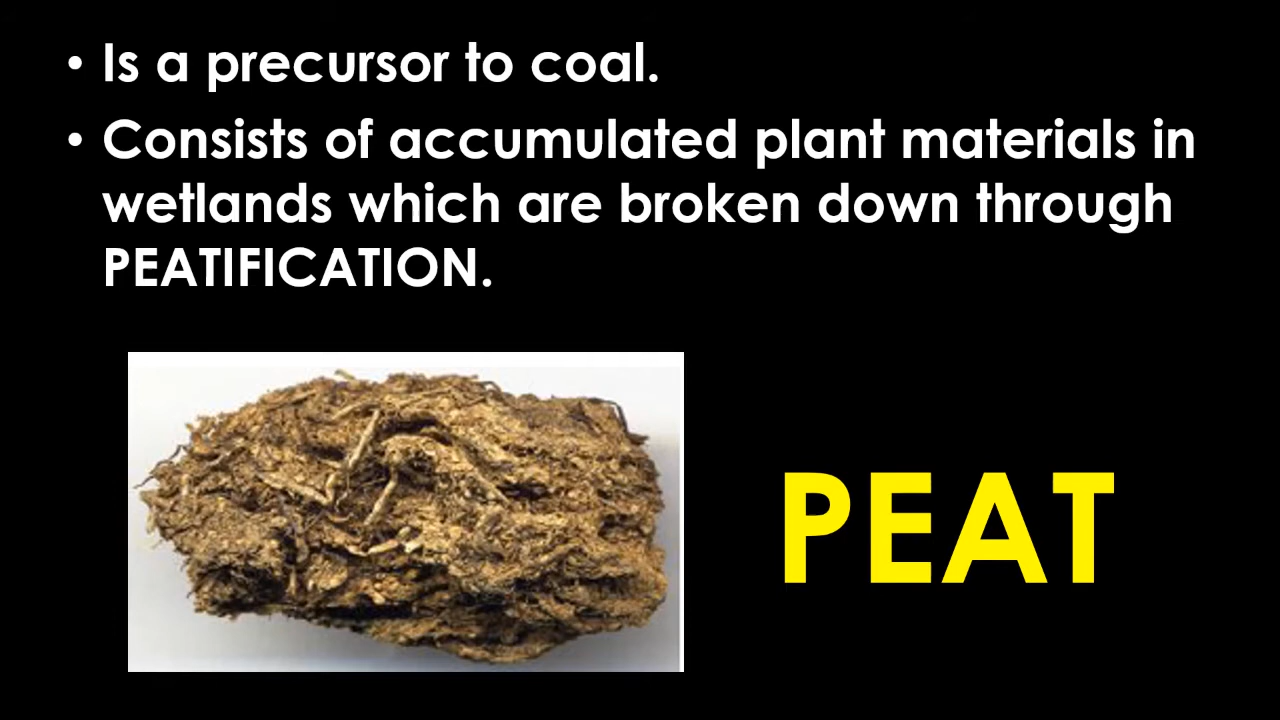 • Is a precursor to coal.
• Consists of accumulated plant materials in
wetlands which are broken down through
PEATIFICATION.
PEAT